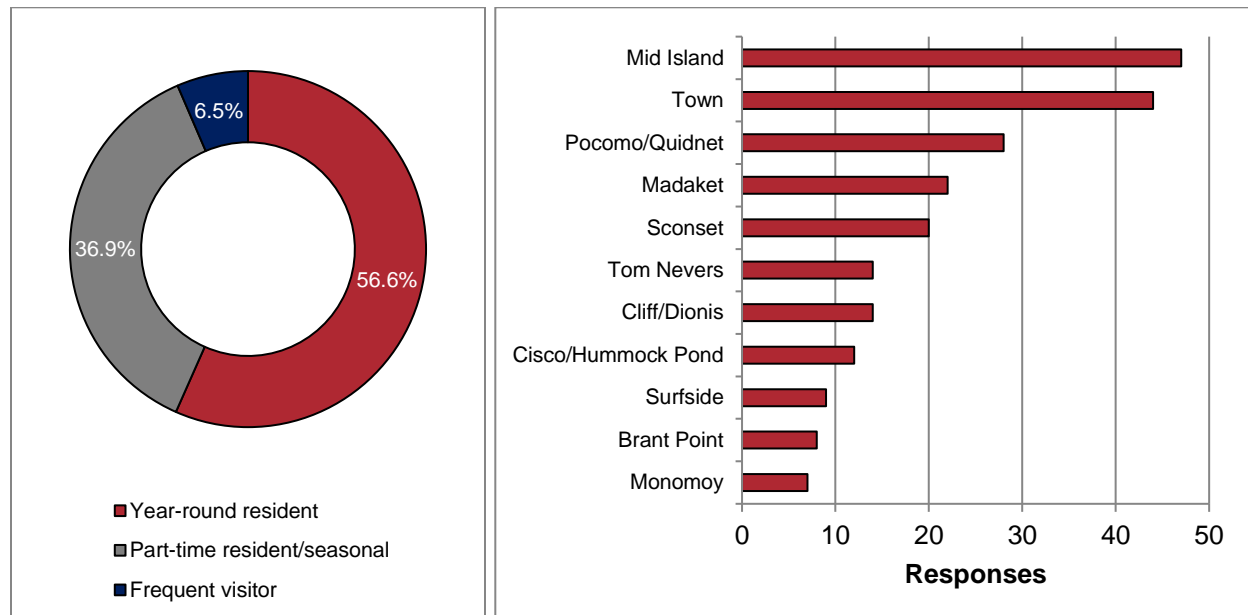 6.5%
36.9%
56.6%
Year-round resident
Part-time resident/seasonal
Frequent visitor
Mid Island
Town
Pocomo/Quidnet
Madaket
Sconset
Tom Nevers
Cliff/Dionis
Cisco/Hummock Pond
Surfside
Brant Point
Monomoy
0 10 20 30 40 50
Responses